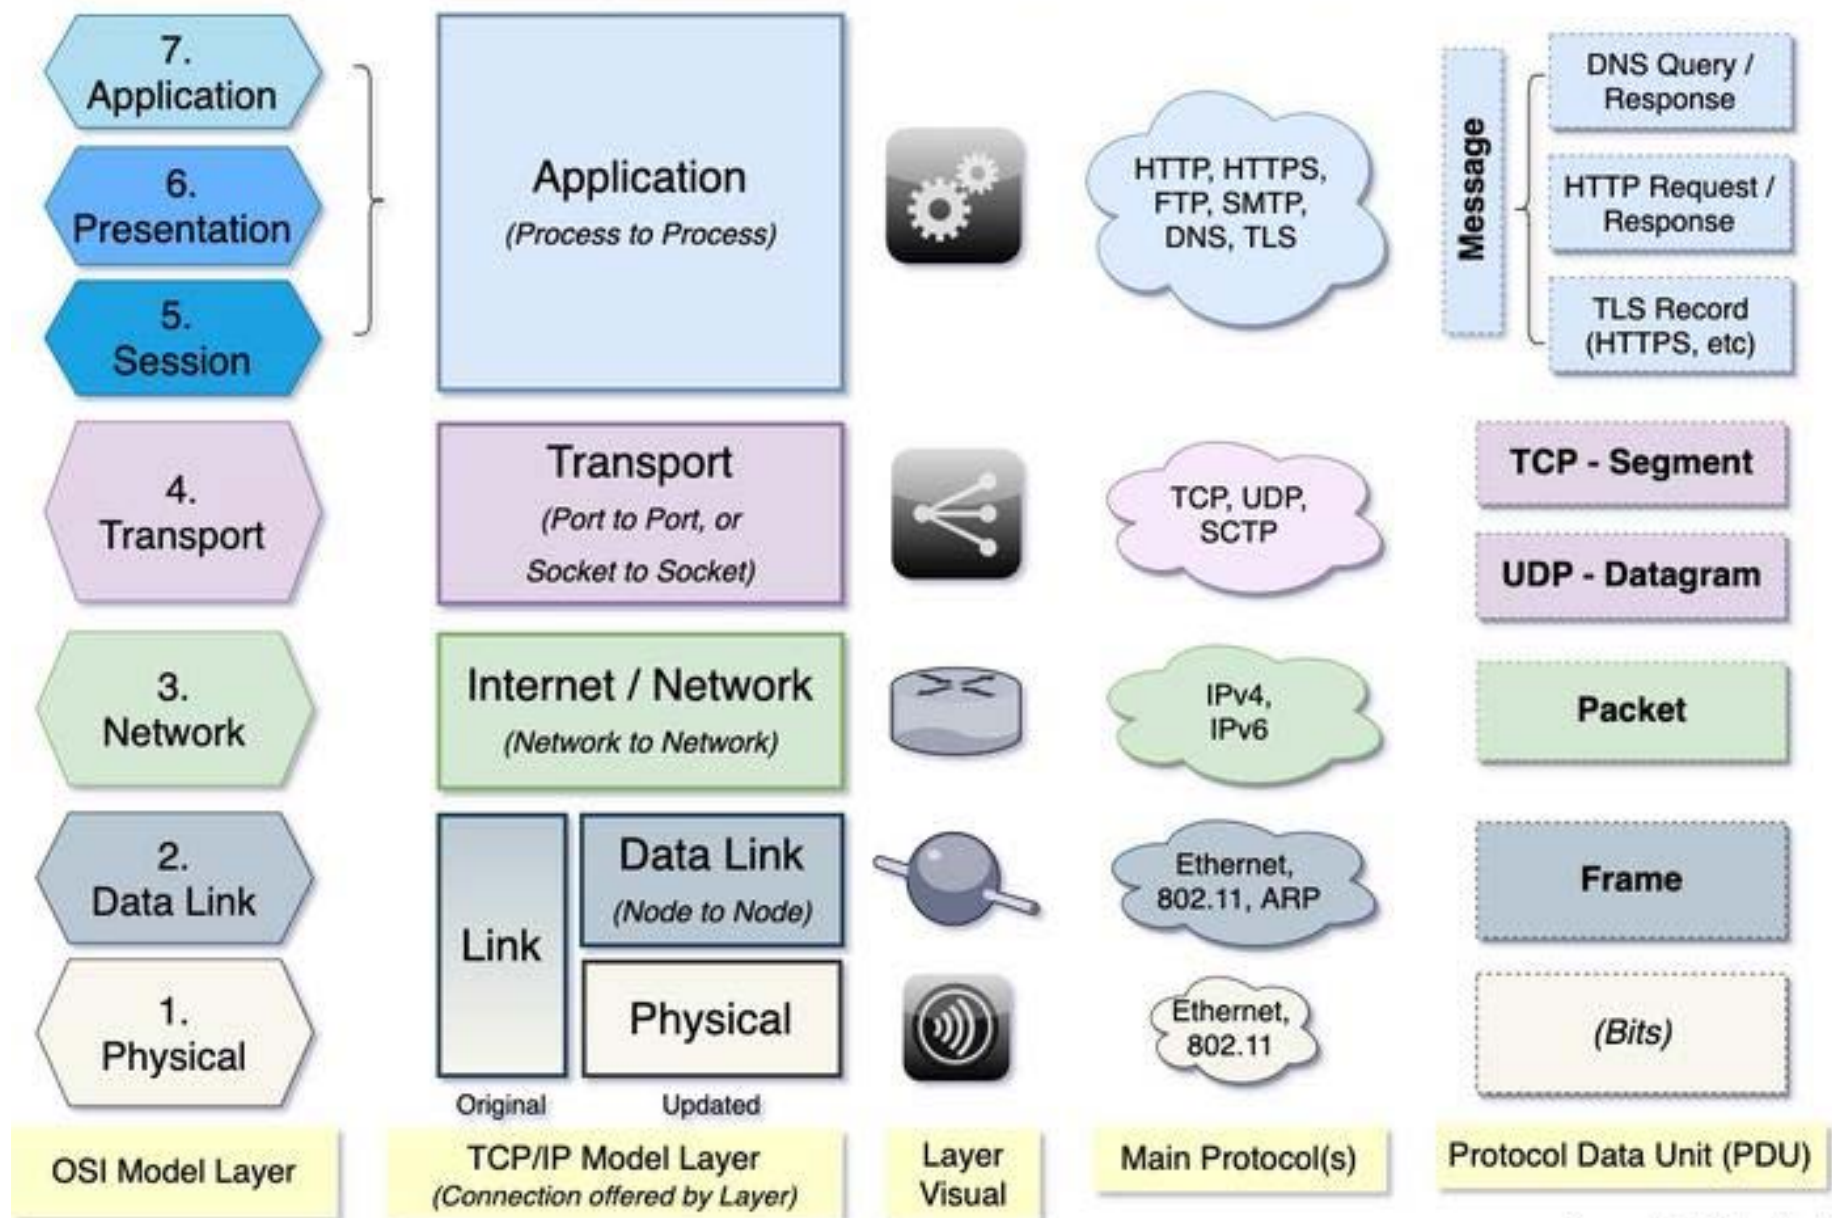 7.
Application
6.
Presentation
5.
Session
4.
Transport
3.
Network
2.
Data Link
1.
Physical
OSI Model Layer
Application
(Process to Process)
Transport
(Port to Port, or
Socket to Socket)
Internet / Network
(Network to Network)
Link
Data Link
(Node to Node)
Physical
Original
Updated
TCP/IP Model Layer
(Connection offered by Layer)
Layer
Visual
HTTP, HTTPS,
FTP, SMTP,
DNS, TLS
TCP, UDP,
SCTP
IPv4,
IPv6
Ethernet,
802.11, ARP
Ethernet,
802.11
Main Protocol(s)
Message
DNS Query /
Response
HTTP Request /
Response
TLS Record
(HTTPS, etc)
TCP - Segment
UDP - Datagram
Packet
Frame
(Bits)
Protocol Data Unit (PDU)